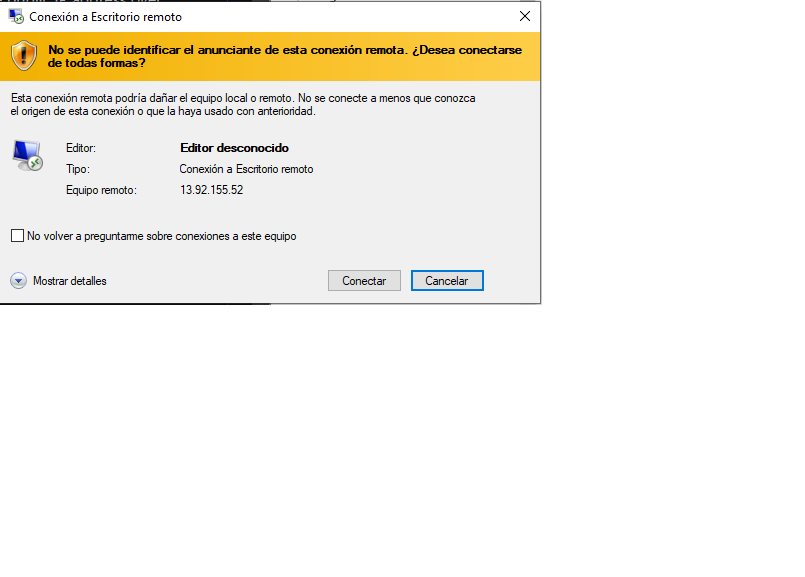 Conexión a Escritorio remoto
No se puede identificar el anunciante de esta conexión remota. ¿Desea conectarse
de todas formas?
Esta conexión remota podría dañar el equipo local o remoto. No se conecte a menos que conozca
el origen de esta conexión o que la haya usado con anterioridad.
Editor: Editor desconocido
Tipo: Conexión a Escritorio remoto
Equipo remoto: 13.92.155.52
No volver a preguntarme sobre conexiones a este equipo
Mostrar detalles
Conectar
Cancelar